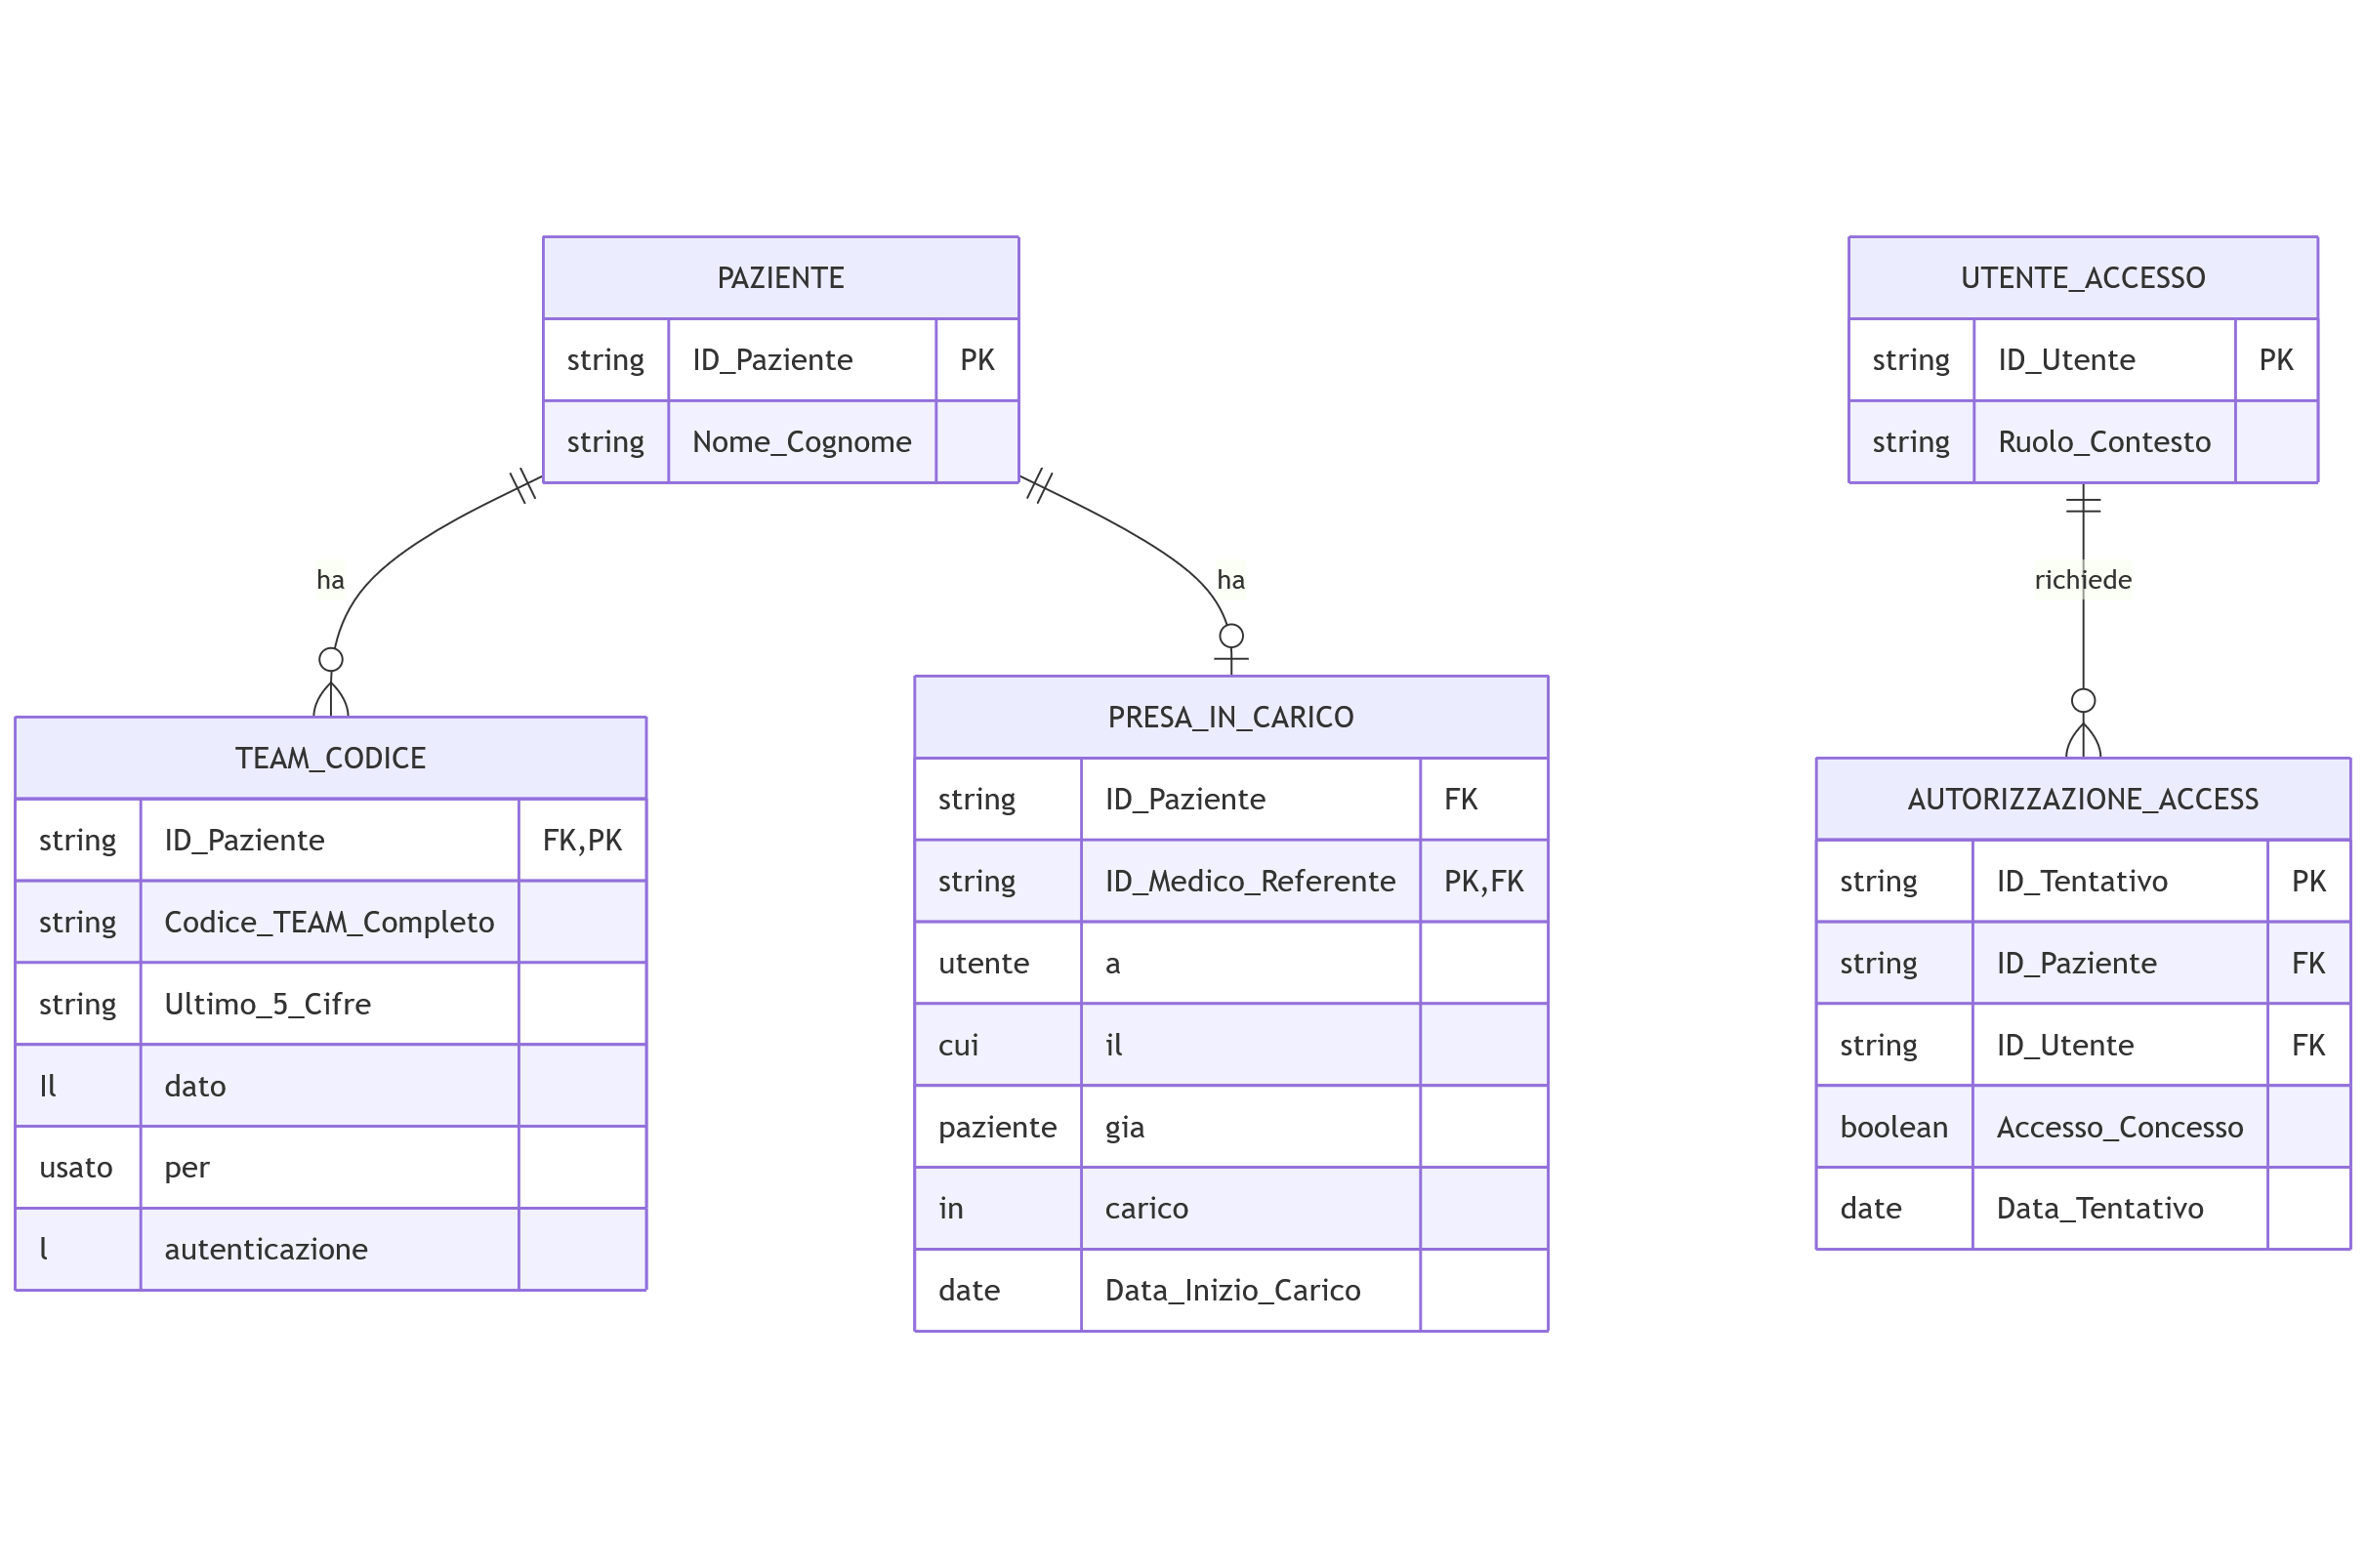 PAZIENTE
string ID_Paziente PK
string Nome_Cognome
UTENTE_ACCESSO
string ID_Utente PK
string Ruolo_Contesto
ha
ha
richiede
TEAM_CODICE
string ID_Paziente FK,PK
string Codice_TEAM_Completo
string Ultimo_5_Cifre
Il dato
usato per
l autenticazione
PRESA_IN_CARICO
string ID_Paziente FK
string ID_Medico_Referente PK,FK
utente a
cui il
paziente gia
in carico
date Data_Inizio_Carico
AUTORIZZAZIONE_ACCESS
string ID_Tentativo PK
string ID_Paziente FK
string ID_Utente FK
boolean Accesso_Concesso
date Data_Tentativo